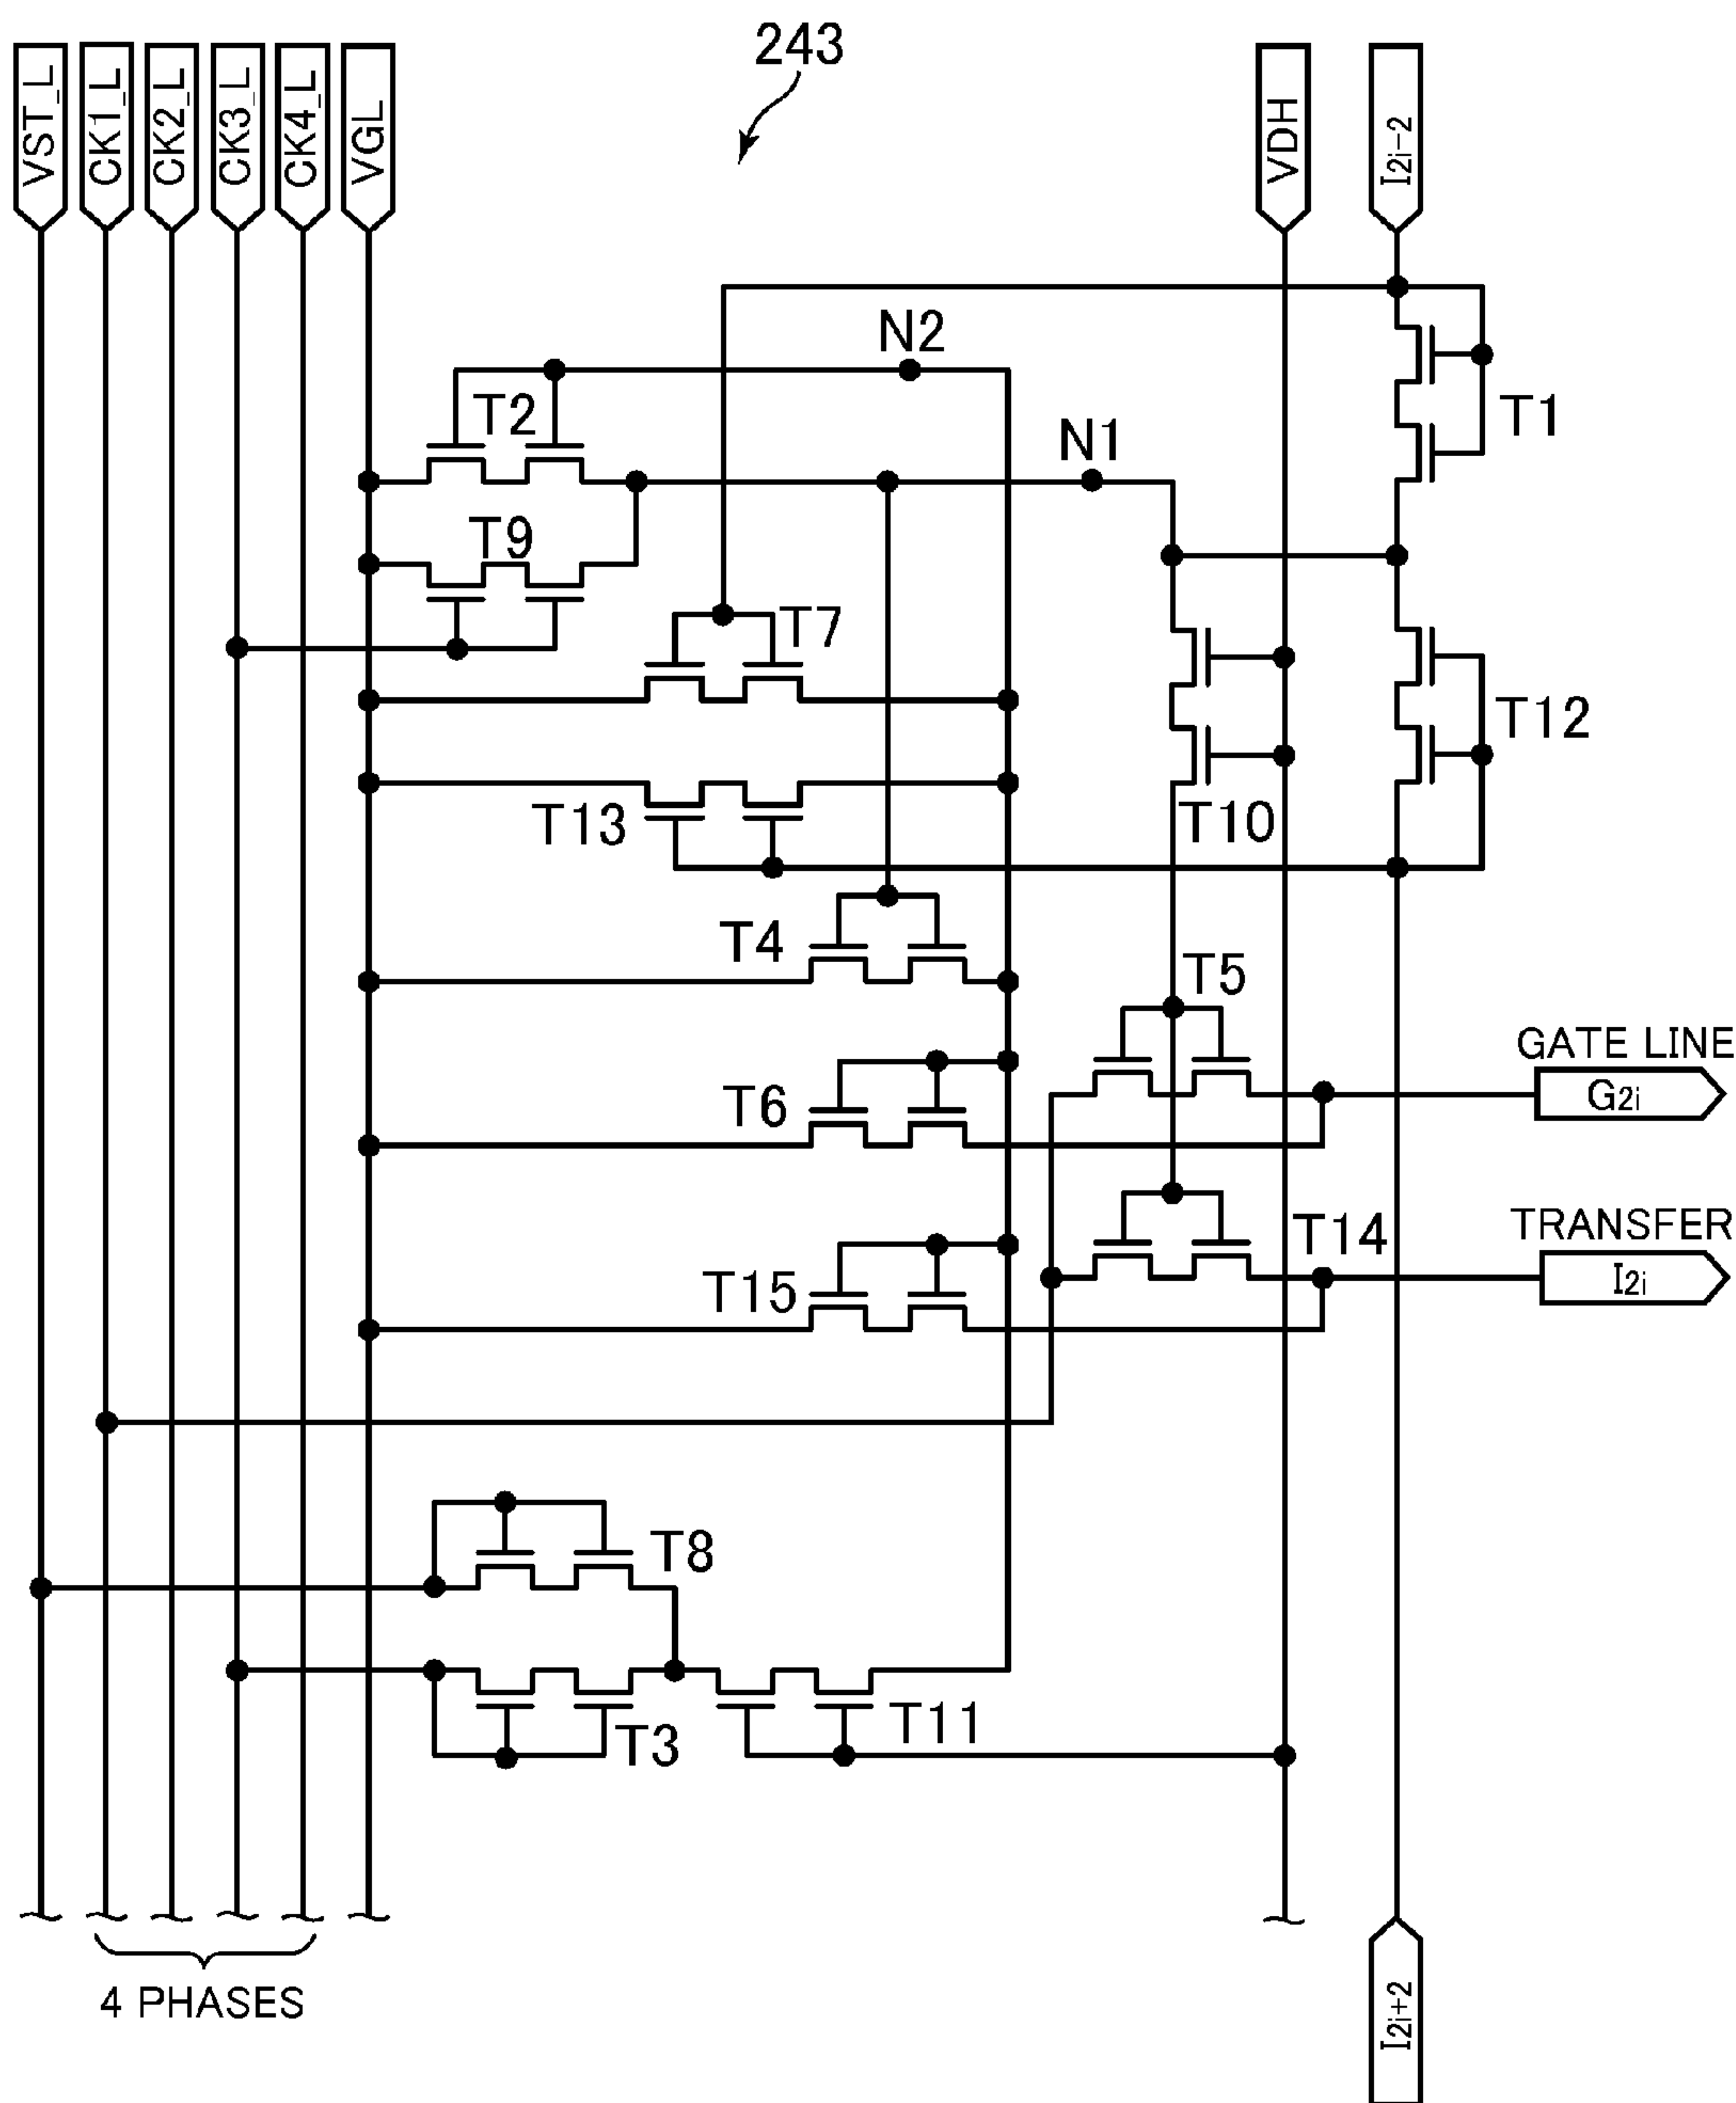 243
VST_L
CK1_L
CK2_L
CK3_L
CK4_L
VGL
VDH
I2i-2
N2
T2
T1
N1
T9
T7
T12
T13
T10
T4
T5
GATE LINE
G2i
T6
TRANSFER
I2i
T14
T15
T8
T11
T3
4 PHASES
I2i+2